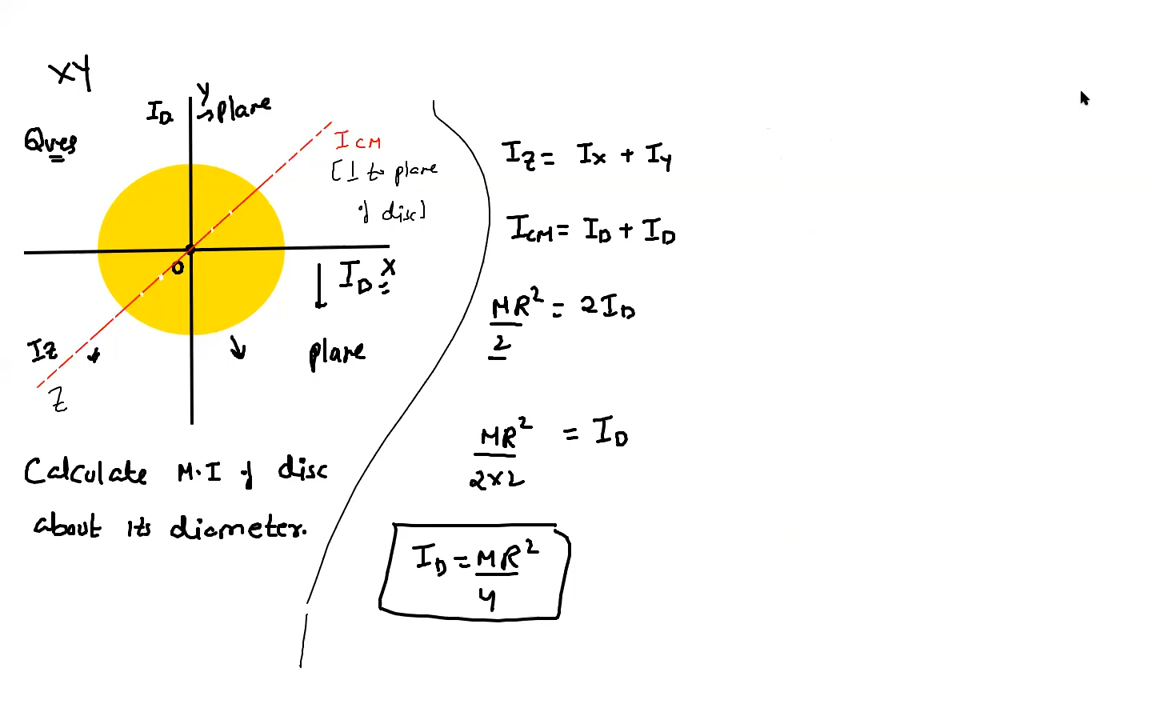 XY
Y
ID → plane
Ques
ICM
[⊥ to plane
of disc]
O
ID X
IZ
plane
Z
Calculate M.I of disc
about its diameter.
IZ = IX + IY
ICM = ID + ID
MR²/2 = 2ID
MR²/2×2 = ID
ID = MR²/4